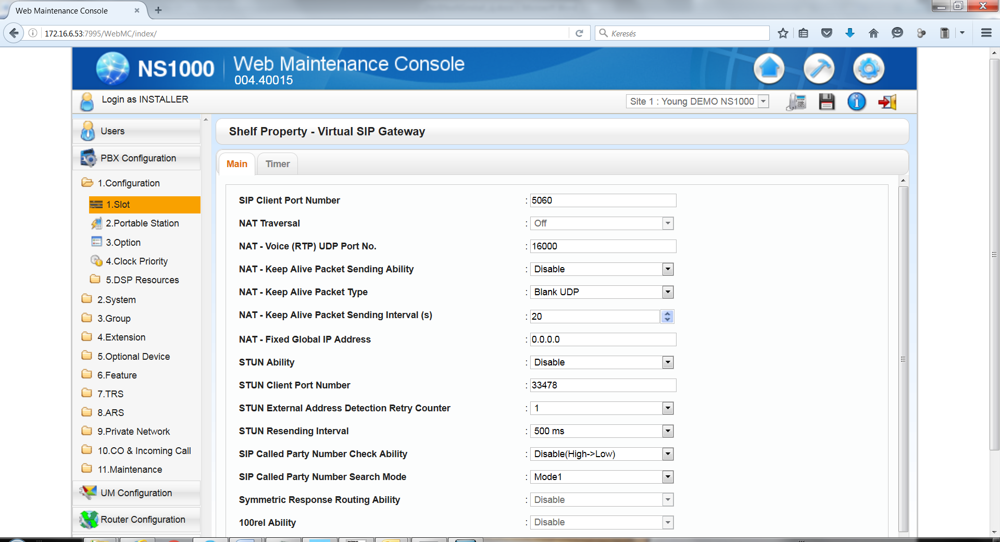 Web Maintenance Console
172.16.6.53:7995/WebMC/index/
Keresés
NS1000
Web Maintenance Console
004.40015
Login as INSTALLER
Site 1 : Young DEMO NS1000
Users
PBX Configuration
1.Configuration
1.Slot
2.Portable Station
3.Option
4.Clock Priority
5.DSP Resources
2.System
3.Group
4.Extension
5.Optional Device
6.Feature
7.TRS
8.ARS
9.Private Network
10.CO & Incoming Call
11.Maintenance
UM Configuration
Router Configuration
Shelf Property - Virtual SIP Gateway
Main
Timer
SIP Client Port Number : 5060
NAT Traversal : Off
NAT - Voice (RTP) UDP Port No. : 16000
NAT - Keep Alive Packet Sending Ability : Disable
NAT - Keep Alive Packet Type : Blank UDP
NAT - Keep Alive Packet Sending Interval (s) : 20
NAT - Fixed Global IP Address : 0.0.0.0
STUN Ability : Disable
STUN Client Port Number : 33478
STUN External Address Detection Retry Counter : 1
STUN Resending Interval : 500 ms
SIP Called Party Number Check Ability : Disable(High->Low)
SIP Called Party Number Search Mode : Mode1
Symmetric Response Routing Ability : Disable
100rel Ability : Disable